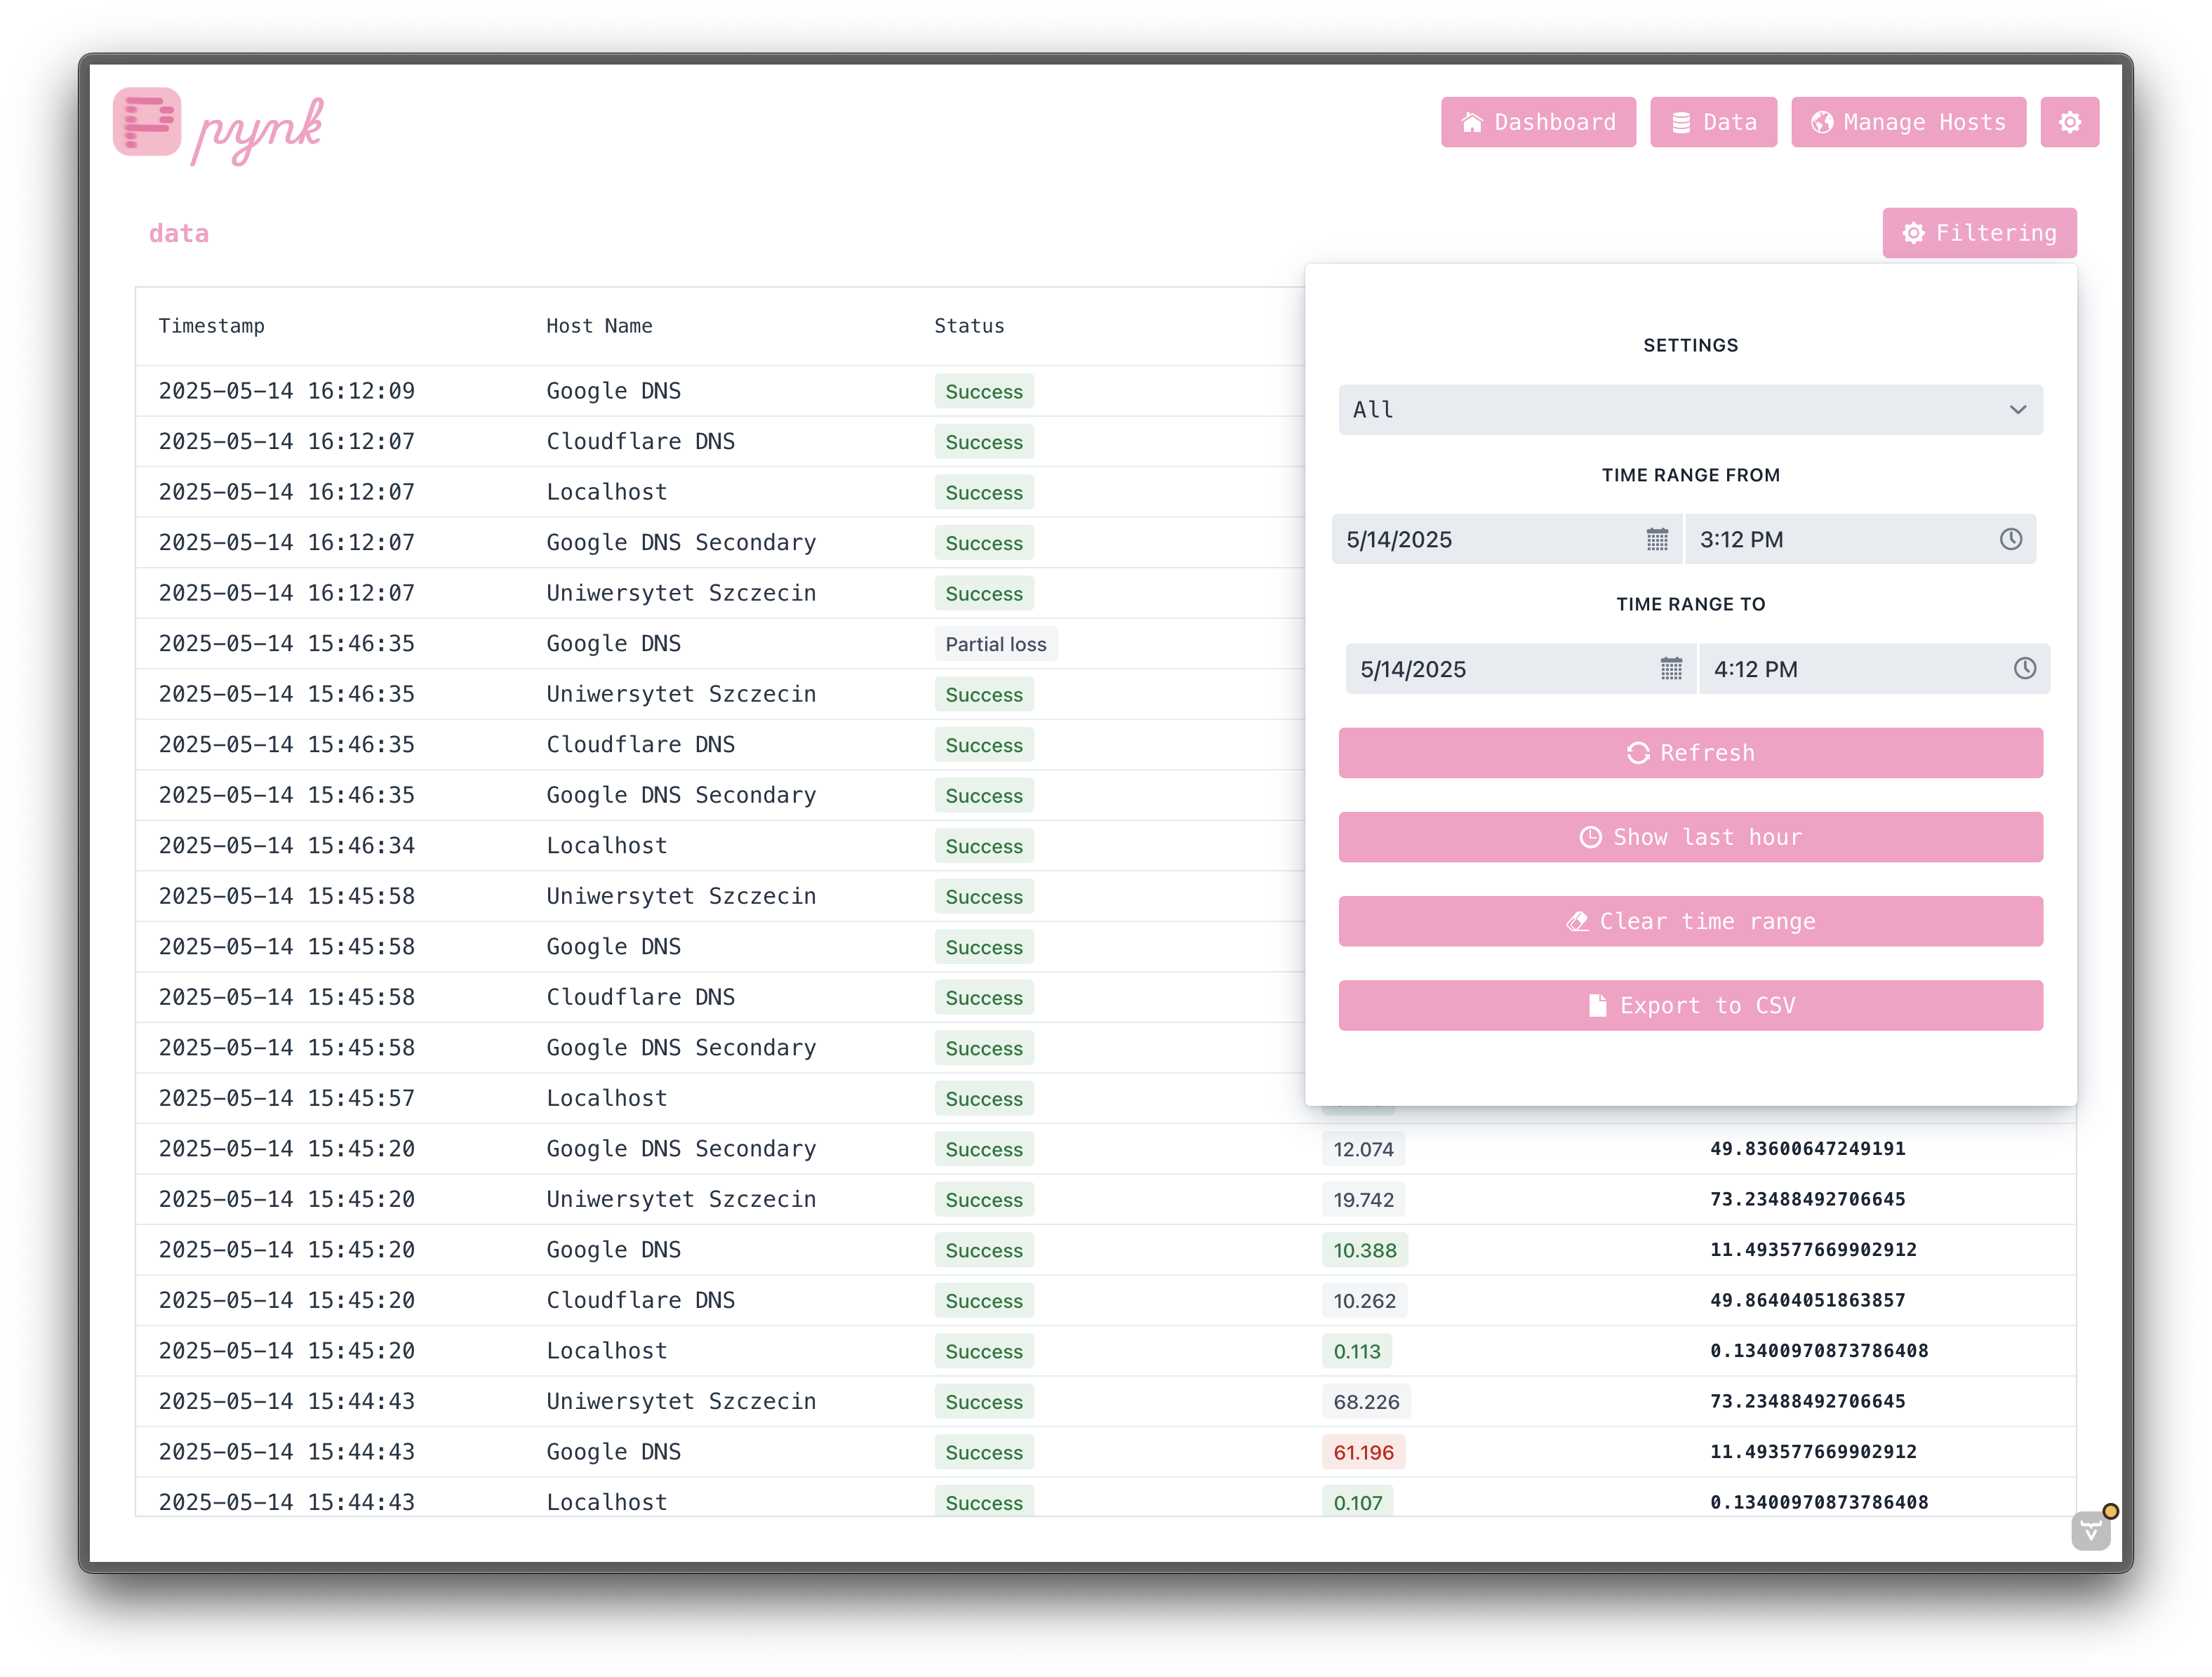 pynk
Dashboard Data Manage Hosts
data
Filtering
Timestamp Host Name Status
2025-05-14 16:12:09 Google DNS Success
2025-05-14 16:12:07 Cloudflare DNS Success
2025-05-14 16:12:07 Localhost Success
2025-05-14 16:12:07 Google DNS Secondary Success
2025-05-14 16:12:07 Uniwersytet Szczecin Success
2025-05-14 15:46:35 Google DNS Partial loss
2025-05-14 15:46:35 Uniwersytet Szczecin Success
2025-05-14 15:46:35 Cloudflare DNS Success
2025-05-14 15:46:35 Google DNS Secondary Success
2025-05-14 15:46:34 Localhost Success
2025-05-14 15:45:58 Uniwersytet Szczecin Success
2025-05-14 15:45:58 Google DNS Success
2025-05-14 15:45:58 Cloudflare DNS Success
2025-05-14 15:45:58 Google DNS Secondary Success
2025-05-14 15:45:57 Localhost Success
2025-05-14 15:45:20 Google DNS Secondary Success 12.074 49.83600647249191
2025-05-14 15:45:20 Uniwersytet Szczecin Success 19.742 73.23488492706645
2025-05-14 15:45:20 Google DNS Success 10.388 11.493577669902912
2025-05-14 15:45:20 Cloudflare DNS Success 10.262 49.86404051863857
2025-05-14 15:45:20 Localhost Success 0.113 0.13400970873786408
2025-05-14 15:44:43 Uniwersytet Szczecin Success 68.226 73.23488492706645
2025-05-14 15:44:43 Google DNS Success 61.196 11.493577669902912
2025-05-14 15:44:43 Localhost Success 0.107 0.13400970873786408
SETTINGS
All
TIME RANGE FROM
5/14/2025 3:12 PM
TIME RANGE TO
5/14/2025 4:12 PM
Refresh
Show last hour
Clear time range
Export to CSV